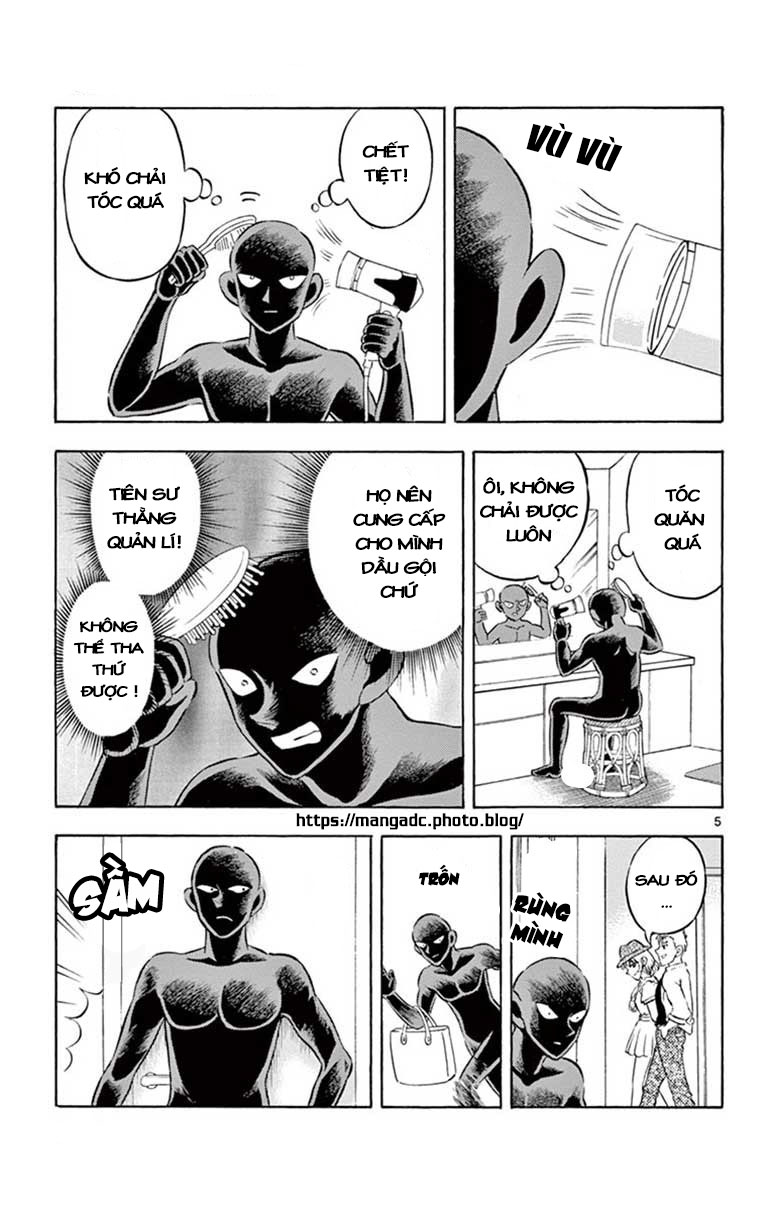 VÙ VÙ
CHẾT
TIỆT!
KHÓ CHẢI
TÓC QUÁ
TÓC
QUĂN
QUÁ
ÔI, KHÔNG
CHẢI ĐƯỢC
LUÔN
HỌ NÊN
CUNG CẤP
CHO MÌNH
DẦU GỘI
CHỨ
TIÊN SƯ
THẰNG
QUẢN LÍ!
KHÔNG
THỂ THA
THỨ
ĐƯỢC !
5
https://mangadc.photo.blog/
SAU ĐÓ
...
RÙNG
MÌNH
TRỐN
SẦM